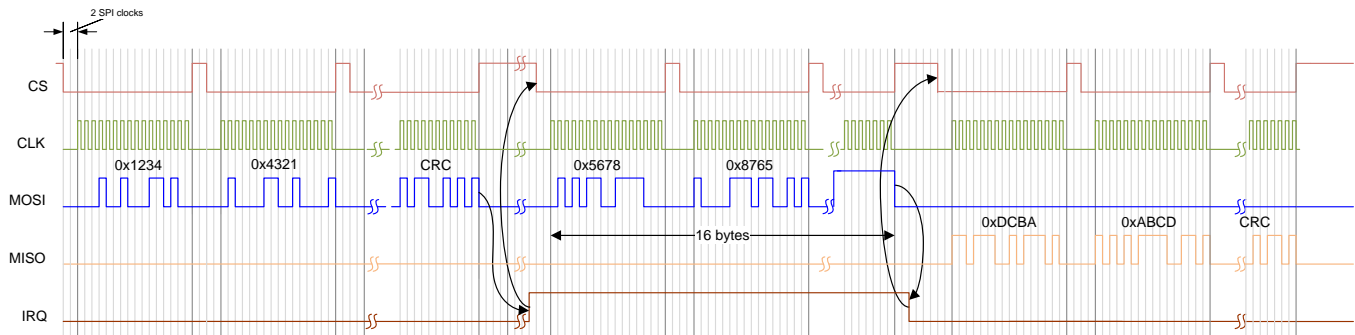 2 SPI clocks
CS
CLK
0x1234
0x4321
CRC
0x5678
0x8765
MOSI
16 bytes
0xDCBA
0xABCD
CRC
MISO
IRQ